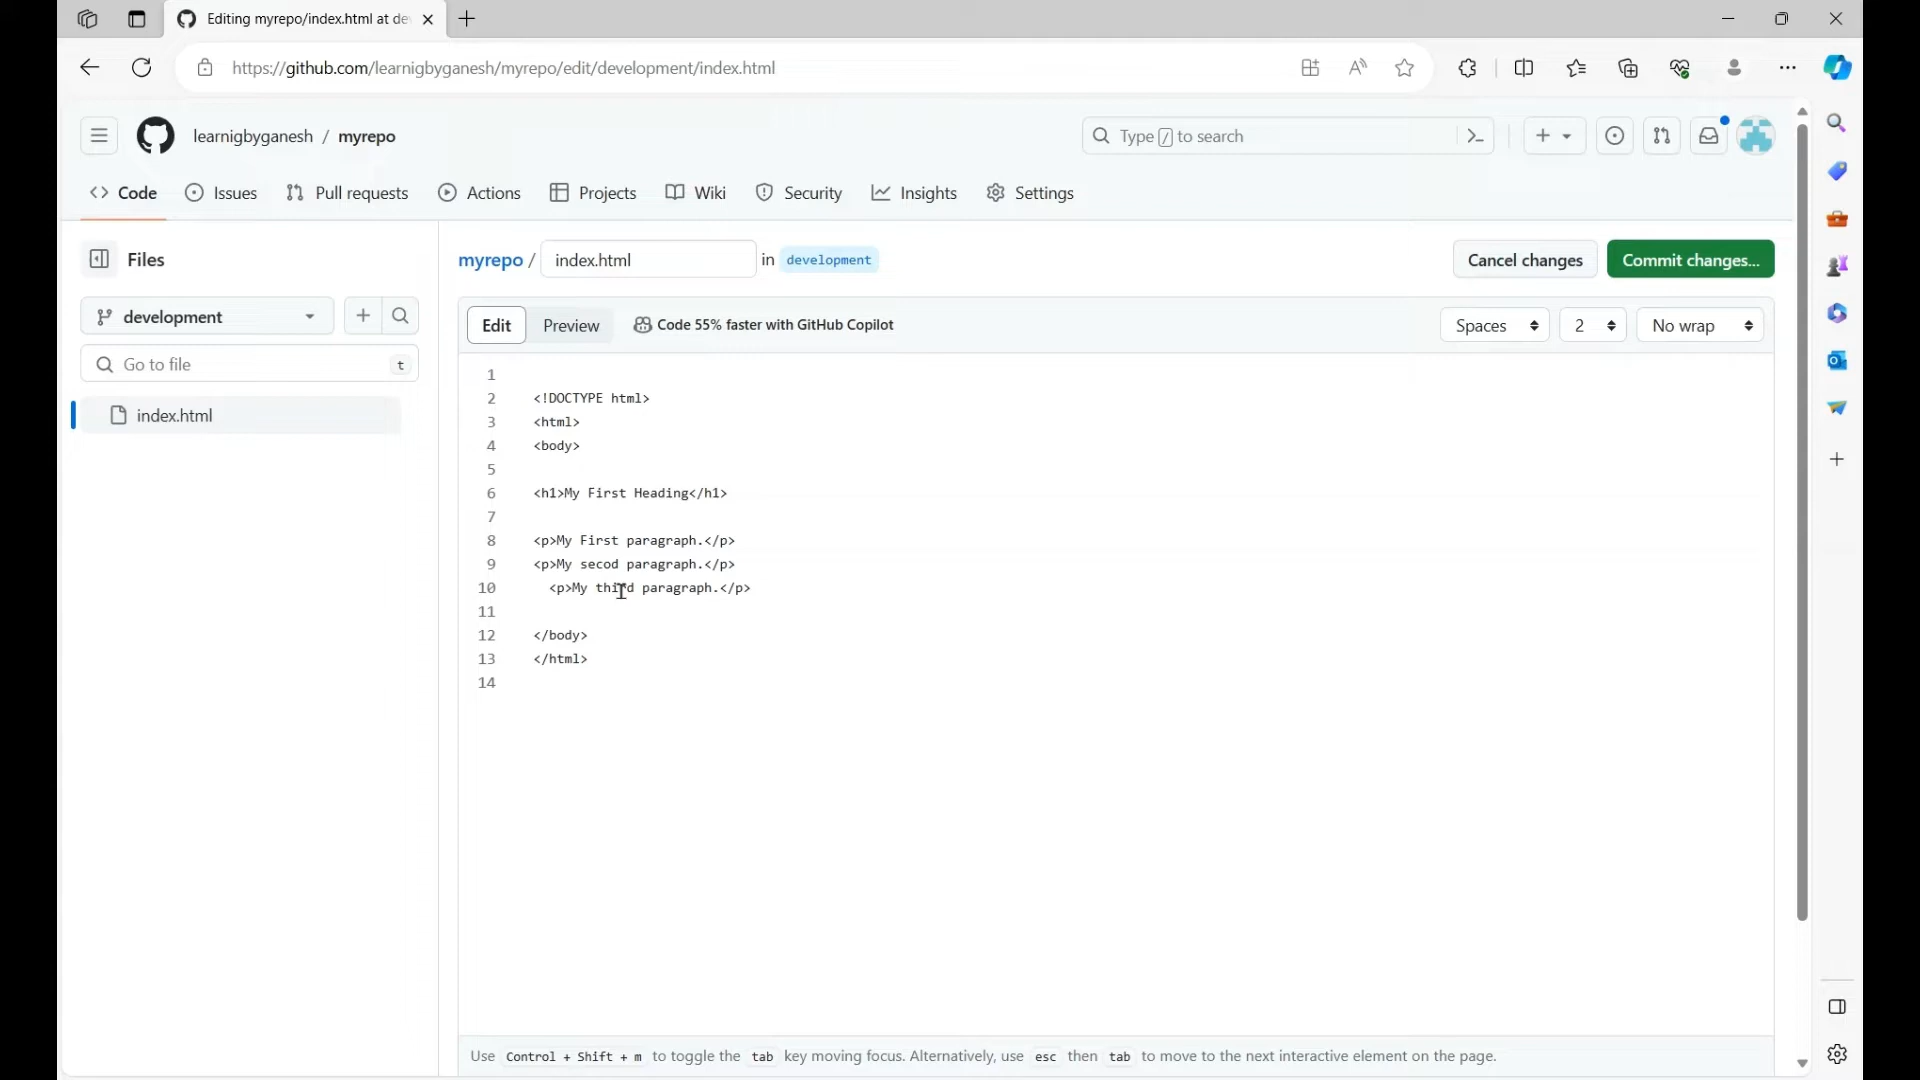 Editing myrepo/index.html at de
https://github.com/learnigbyganesh/myrepo/edit/development/index.html
learnigbyganesh / myrepo
Type / to search
Code Issues Pull requests Actions Projects Wiki Security Insights Settings
Files
myrepo / index.html in development
Cancel changes Commit changes...
development
Edit Preview Code 55% faster with GitHub Copilot
Spaces 2 No wrap
Go to file t
index.html
1
2 <!DOCTYPE html>
3 <html>
4 <body>
5
6 <h1>My First Heading</h1>
7
8 <p>My First paragraph.</p>
9 <p>My secod paragraph.</p>
10 <p>My third paragraph.</p>
11
12 </body>
13 </html>
14
Use Control + Shift + m to toggle the tab key moving focus. Alternatively, use esc then tab to move to the next interactive element on the page.